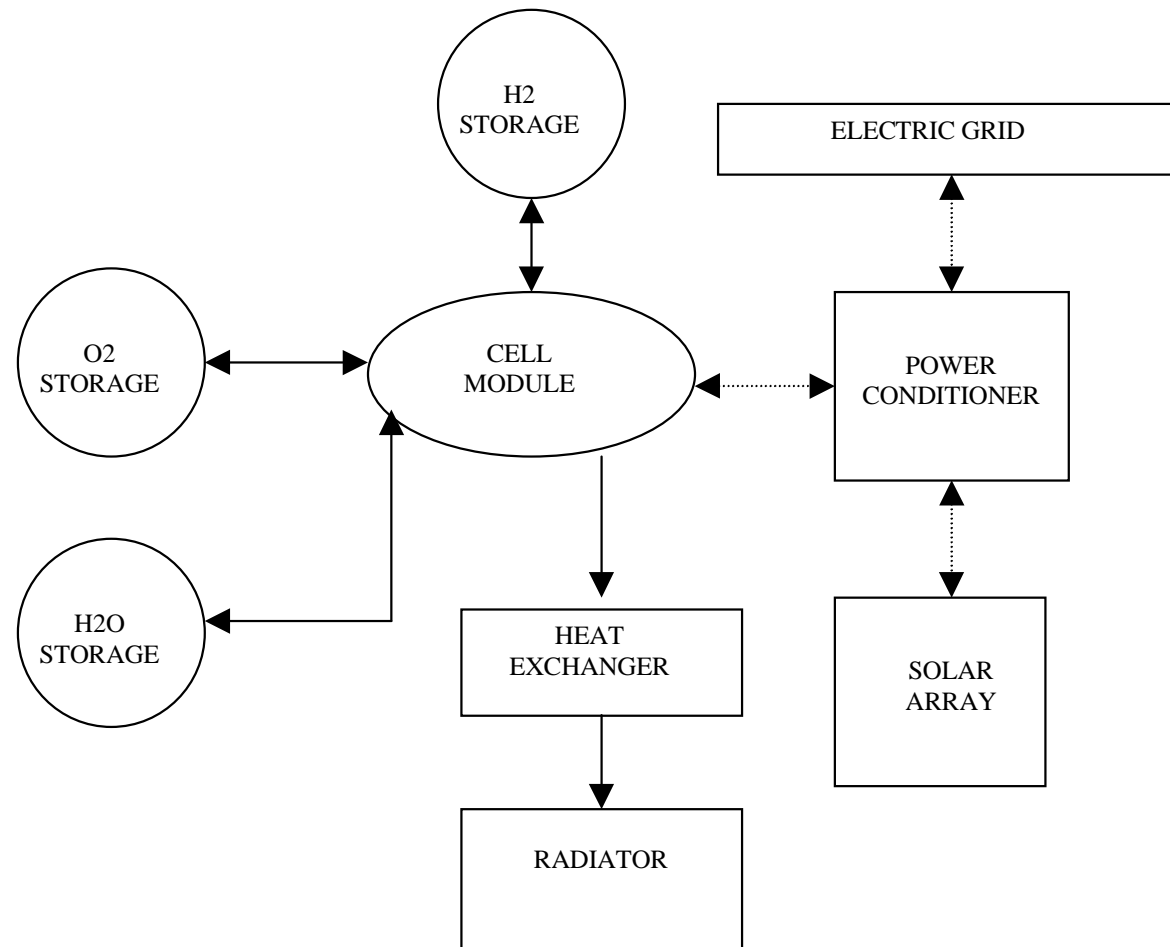 H2
STORAGE
ELECTRIC GRID
O2
STORAGE
CELL
MODULE
POWER
CONDITIONER
H2O
STORAGE
HEAT
EXCHANGER
SOLAR
ARRAY
RADIATOR